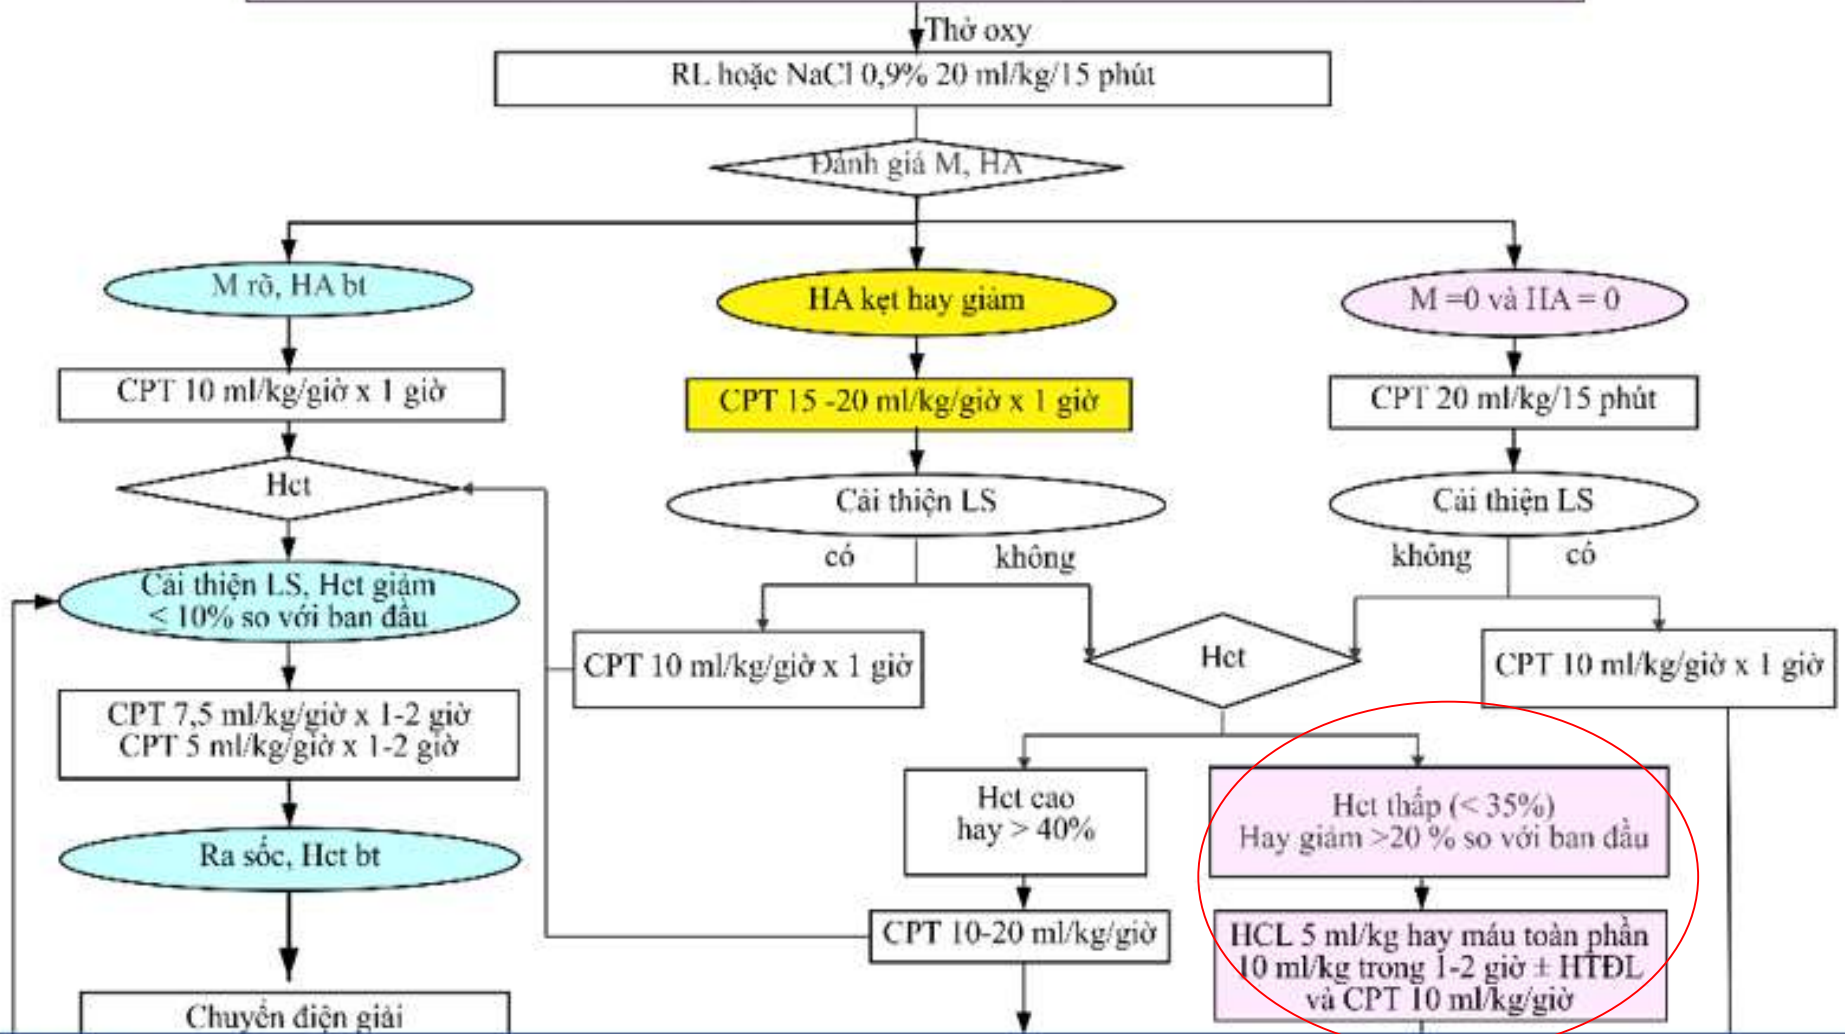 Thở oxy
RL hoặc NaCl 0,9% 20 ml/kg/15 phút
Đánh giá M, HA
M rõ, HA bt
HA kẹt hay giảm
M =0 và HA = 0
CPT 10 ml/kg/giờ x 1 giờ
CPT 15 -20 ml/kg/giờ x 1 giờ
CPT 20 ml/kg/15 phút
Hct
Cải thiện LS
Cải thiện LS
có
không
không
có
Cải thiện LS, Hct giảm
≤ 10% so với ban đầu
CPT 10 ml/kg/giờ x 1 giờ
Hct
CPT 10 ml/kg/giờ x 1 giờ
CPT 7,5 ml/kg/giờ x 1-2 giờ
CPT 5 ml/kg/giờ x 1-2 giờ
Hct cao
hay > 40%
Hct thấp (< 35%)
Hay giảm >20 % so với ban đầu
Ra sốc, Hct bt
CPT 10-20 ml/kg/giờ
HCL 5 ml/kg hay máu toàn phần
10 ml/kg trong 1-2 giờ ± HTĐL
và CPT 10 ml/kg/giờ
Chuyển điện giải